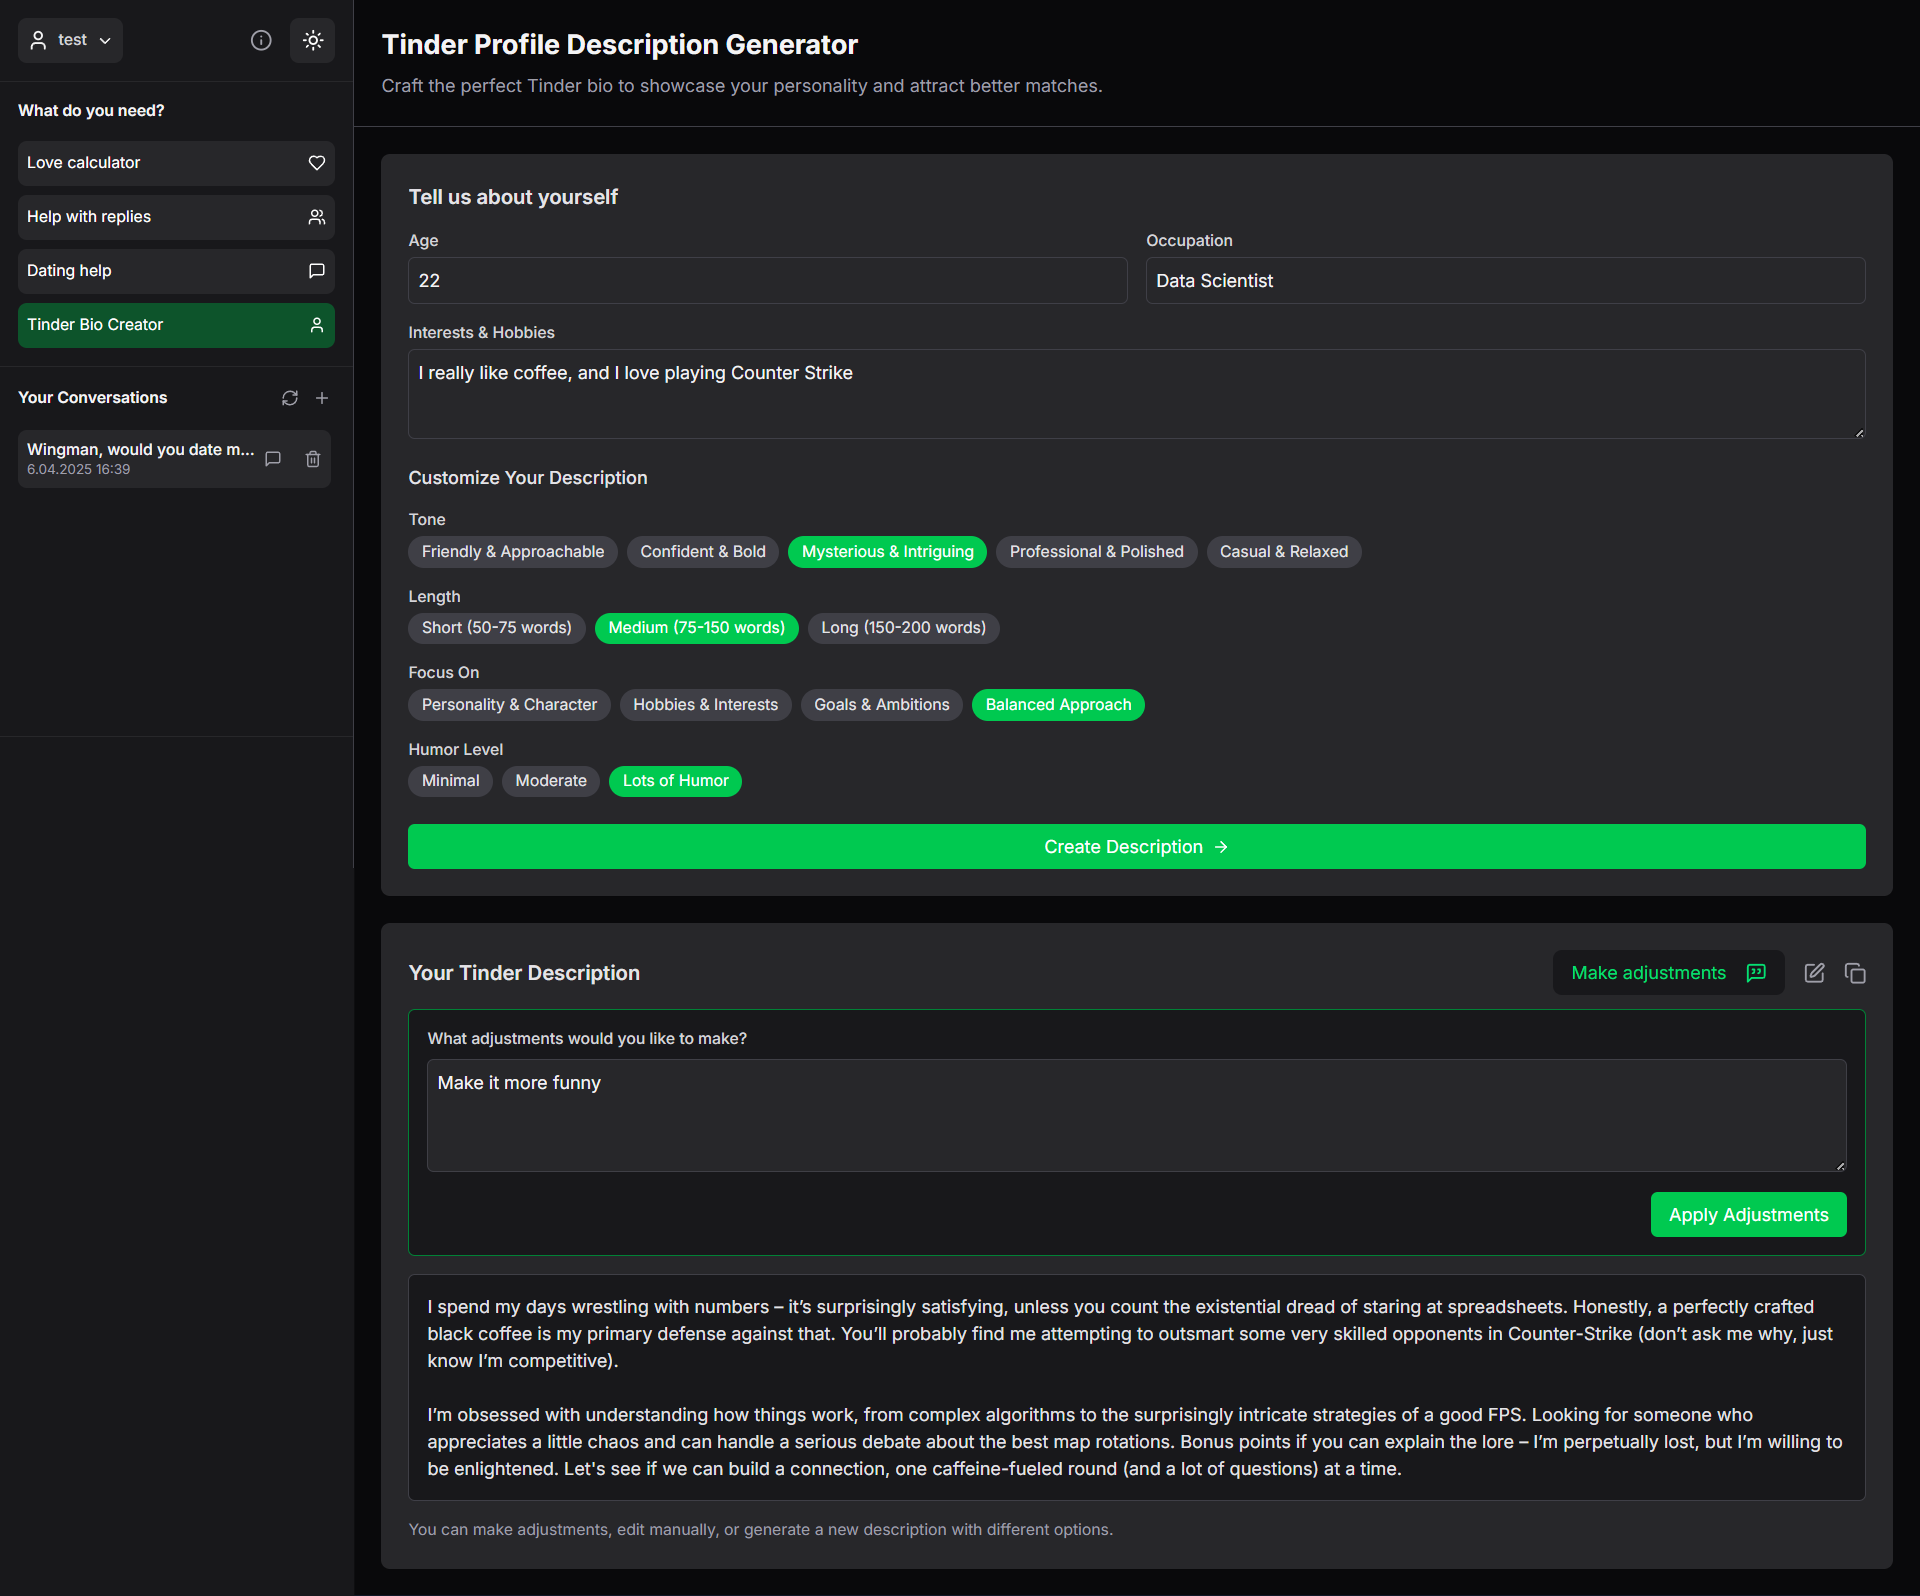 test
What do you need?
Love calculator
Help with replies
Dating help
Tinder Bio Creator
Your Conversations
Wingman, would you date m...
6.04.2025 16:39
Tinder Profile Description Generator
Craft the perfect Tinder bio to showcase your personality and attract better matches.
Tell us about yourself
Age
Occupation
22
Data Scientist
Interests & Hobbies
I really like coffee, and I love playing Counter Strike
Customize Your Description
Tone
Friendly & Approachable
Confident & Bold
Mysterious & Intriguing
Professional & Polished
Casual & Relaxed
Length
Short (50-75 words)
Medium (75-150 words)
Long (150-200 words)
Focus On
Personality & Character
Hobbies & Interests
Goals & Ambitions
Balanced Approach
Humor Level
Minimal
Moderate
Lots of Humor
Create Description →
Your Tinder Description
Make adjustments
What adjustments would you like to make?
Make it more funny
Apply Adjustments
I spend my days wrestling with numbers – it’s surprisingly satisfying, unless you count the existential dread of staring at spreadsheets. Honestly, a perfectly crafted
black coffee is my primary defense against that. You’ll probably find me attempting to outsmart some very skilled opponents in Counter-Strike (don’t ask me why, just
know I’m competitive).
I’m obsessed with understanding how things work, from complex algorithms to the surprisingly intricate strategies of a good FPS. Looking for someone who
appreciates a little chaos and can handle a serious debate about the best map rotations. Bonus points if you can explain the lore – I’m perpetually lost, but I’m willing to
be enlightened. Let's see if we can build a connection, one caffeine-fueled round (and a lot of questions) at a time.
You can make adjustments, edit manually, or generate a new description with different options.